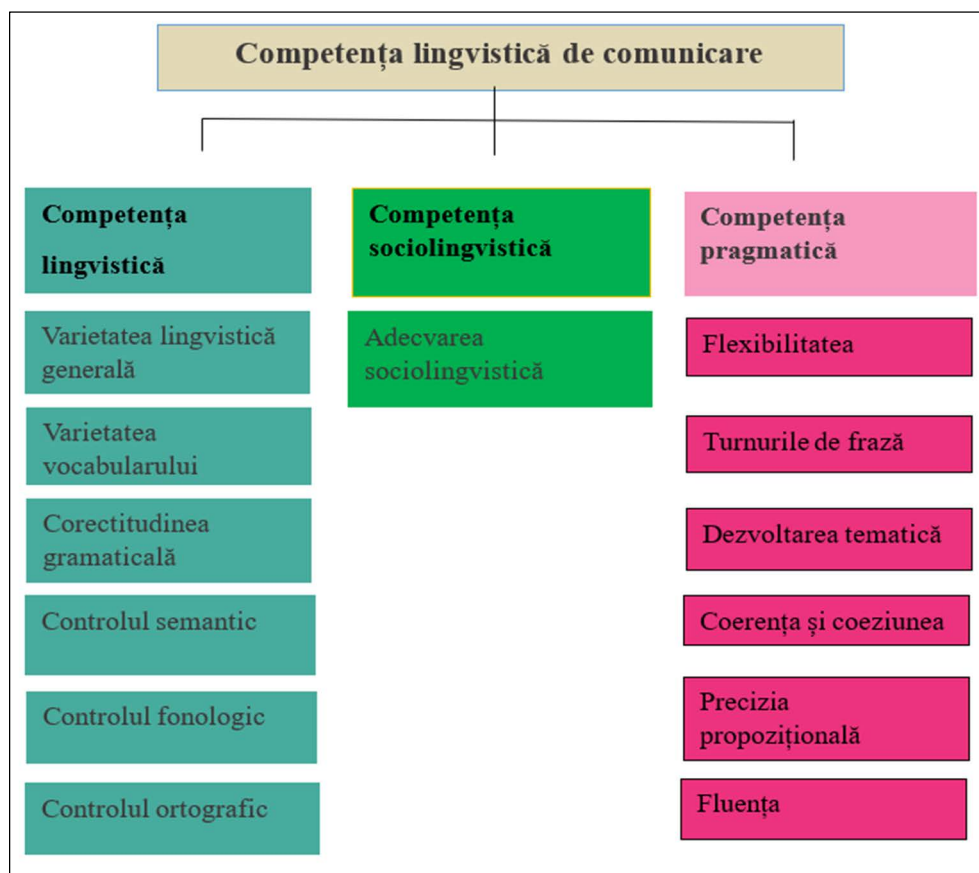 Competența lingvistică de comunicare
Competența
lingvistică
Varietatea lingvistică
generală
Varietatea
vocabularului
Corectitudinea
gramaticală
Controlul semantic
Controlul fonologic
Controlul ortografic
Competența
sociolingvistică
Adecvarea
sociolingvistică
Competența
pragmatică
Flexibilitatea
Turnurile de frază
Dezvoltarea tematică
Coerența și coeziunea
Precizia
propozițională
Fluența